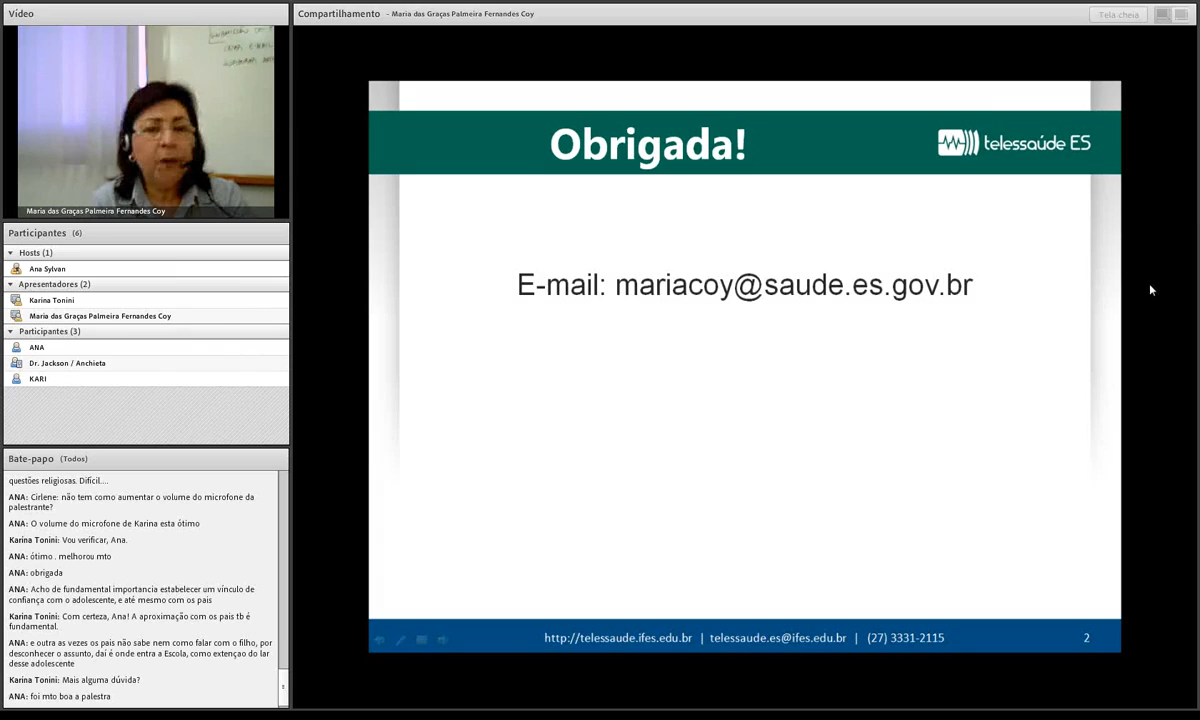 Vídeo
Maria das Graças Palmeira Fernandes Coy
Participantes (6)
Hosts (1)
Ana Sylvan
Apresentadores (2)
Karina Tonini
Maria das Graças Palmeira Fernandes Coy
Participantes (3)
ANA
Dr. Jackson / Anchieta
KARI
Bate-papo (Todos)
questões religiosas. Difícil....
ANA: Cirlene: não tem como aumentar o volume do microfone da
palestrante?
ANA: O volume do microfone de Karina esta ótimo
Karina Tonini: Vou verificar, Ana.
ANA: ótimo . melhorou mto
ANA: obrigada
ANA: Acho de fundamental importancia estabelecer um vínculo de
confiança com o adolescente, e até mesmo com os pais
Karina Tonini: Com certeza, Ana! A aproximação com os pais tb é
fundamental.
ANA: e outra as vezes os pais não sabe nem como falar com o filho, por
desconhecer o assunto, daí é onde entra a Escola, como extençao do lar
desse adolescente
Karina Tonini: Mais alguma dúvida?
ANA: foi mto boa a palestra
Compartilhamento - Maria das Graças Palmeira Fernandes Coy
Tela cheia
Obrigada!
telessaúde ES
E-mail: mariacoy@saude.es.gov.br
http://telessaude.ifes.edu.br | telessaude.es@ifes.edu.br | (27) 3331-2115
2